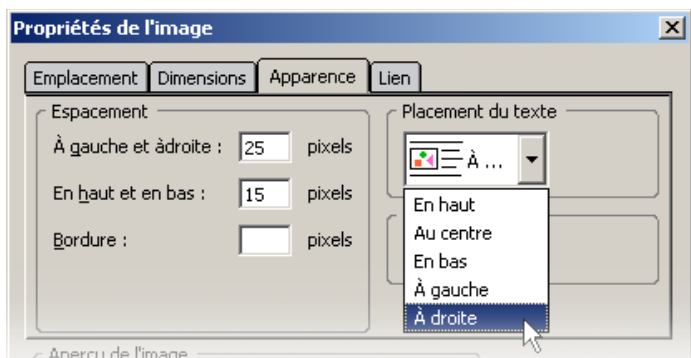 Propriétés de l'image
Emplacement Dimensions Apparence Lien
Espacement
À gauche et àdroite : 25 pixels
En haut et en bas : 15 pixels
Bordure : pixels
Placement du texte
À ...
En haut
Au centre
En bas
À gauche
À droite
Aperçu de l'image